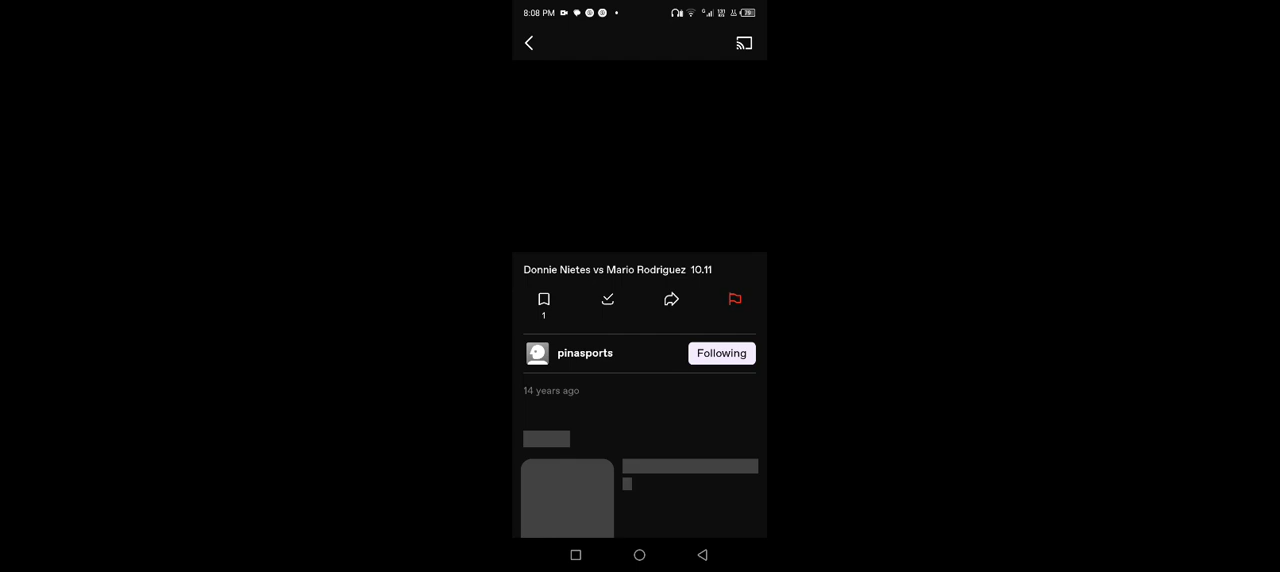 8:08 PM
Donnie Nietes vs Mario Rodriguez 10.11
1
pinasports
Following
14 years ago